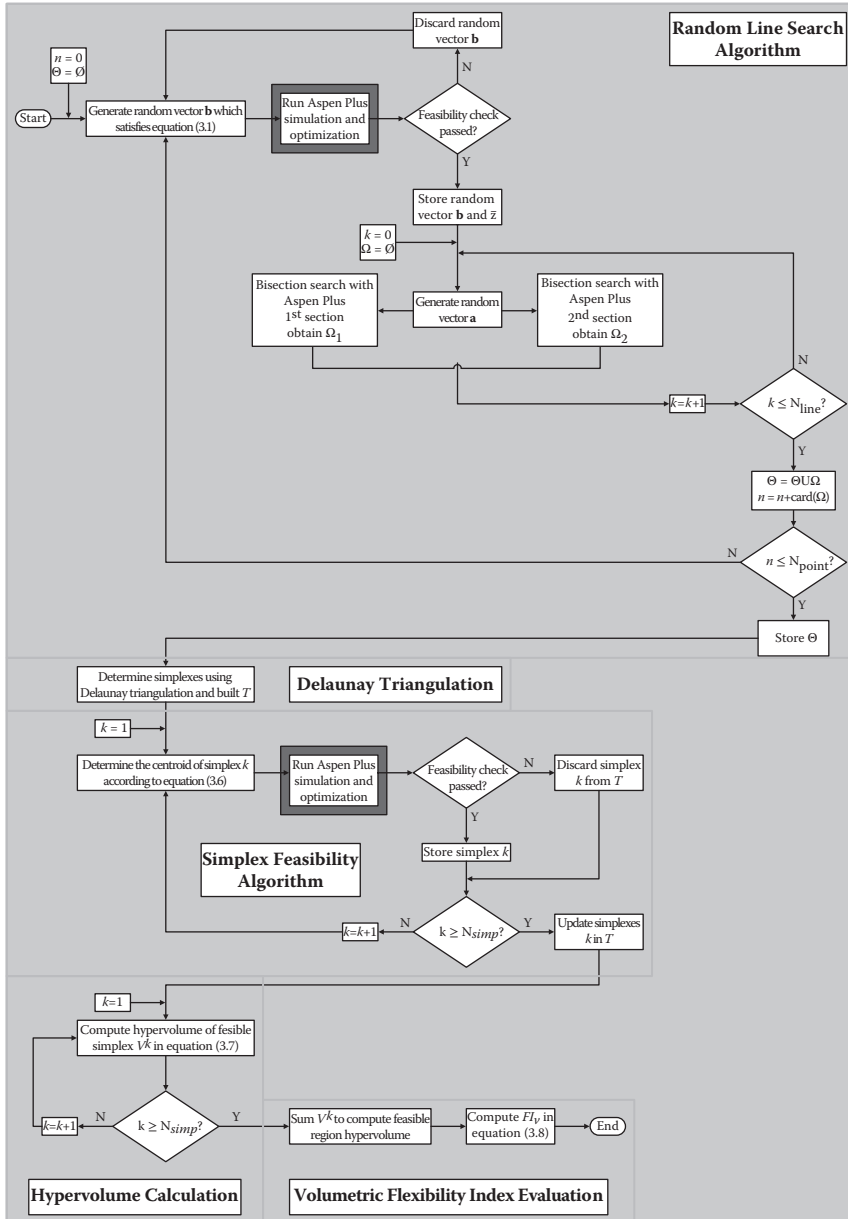 Random Line Search
Algorithm
Discard random
vector b
n = 0
Θ = Ø
N
Start
Generate random vector b which
satisfies equation (3.1)
Run Aspen Plus
simulation and
optimization
Feasibility check
passed?
Y
Store random
vector b and z̄
k = 0
Ω = Ø
Bisection search with
Aspen Plus
1st section
obtain Ω1
Generate random
vector a
Bisection search with
Aspen Plus
2nd section
obtain Ω2
N
k=k+1
k ≤ Nline?
Y
Θ = ΘUΩ
n = n+card(Ω)
N
n ≤ Npoint?
Y
Store Θ
Determine simplexes using
Delaunay triangulation and built T
Delaunay Triangulation
k = 1
Determine the centroid of simplex k
according to equation (3.6)
Run Aspen Plus
simulation and
optimization
Feasibility check
passed?
N
Discard simplex
k from T
Y
Store simplex k
Simplex Feasibility
Algorithm
k=k+1
N
k ≥ Nsimp?
Y
Update simplexes
k in T
k=1
Compute hypervolume of fesible
simplex Vk in equation (3.7)
k=k+1
N
k ≥ Nsimp?
Y
Sum Vk to compute feasible
region hypervolume
Compute FIv in
equation (3.8)
End
Hypervolume Calculation
Volumetric Flexibility Index Evaluation